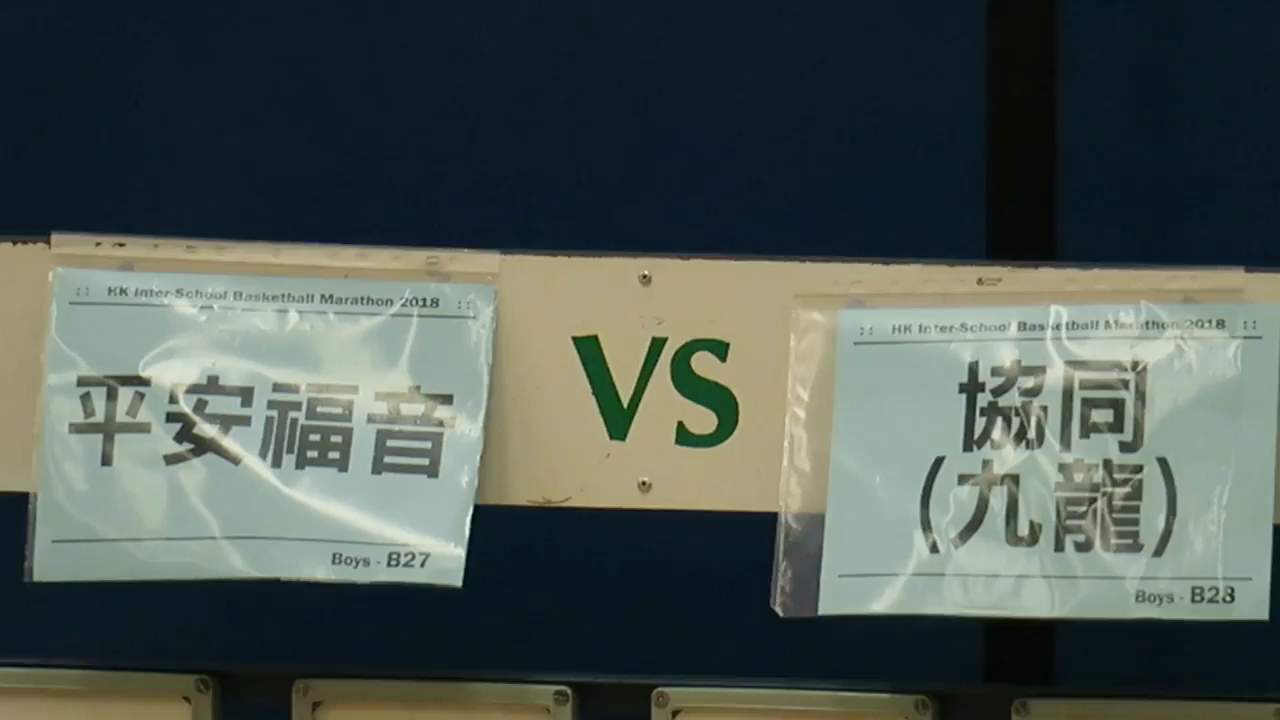 :: HK Inter-School Basketball Marathon 2018 ::
平安福音
Boys - B27
VS
:: HK Inter-School Basketball Marathon 2018 ::
協同
(九龍)
Boys - B28